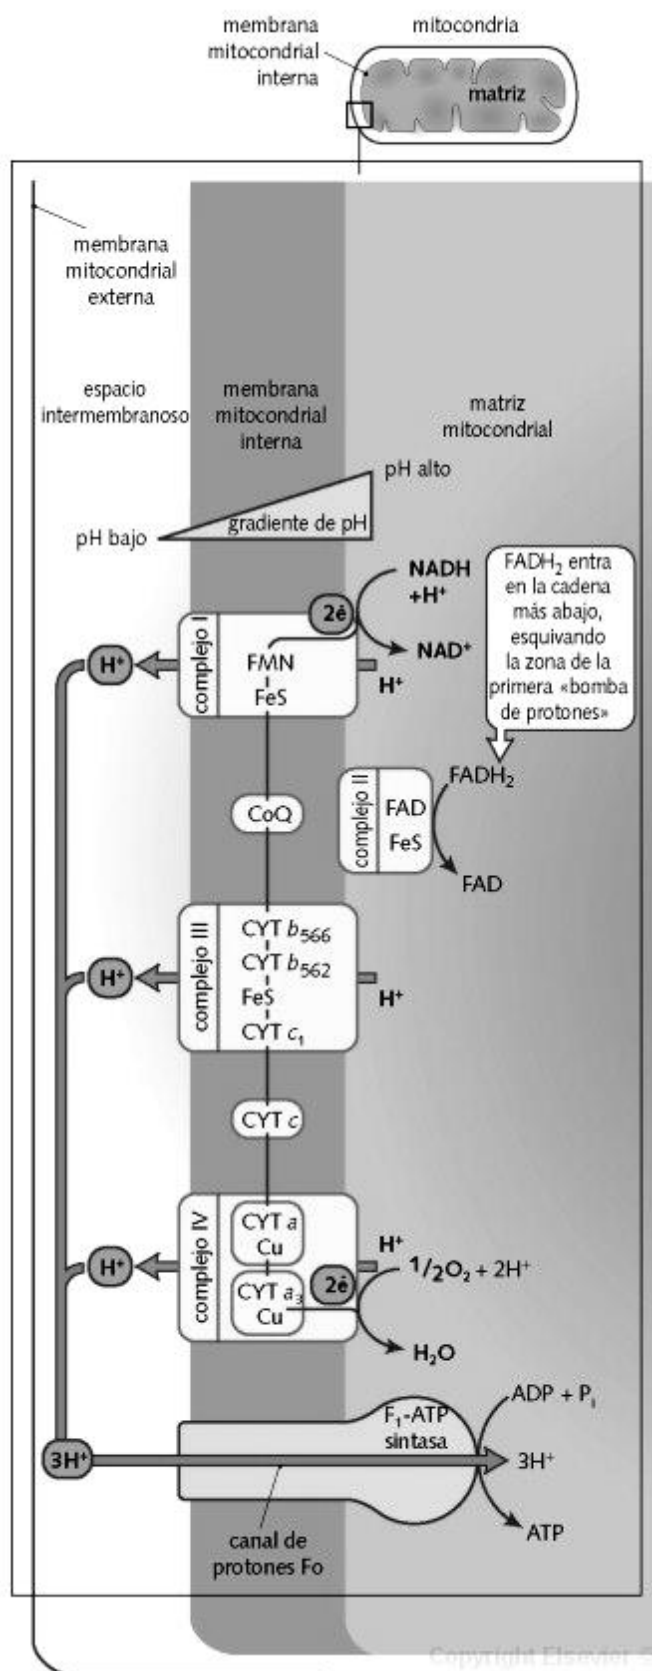 membrana
mitocondrial
interna
mitocondria
matriz
membrana
mitocondrial
externa
espacio
intermembranoso
membrana
mitocondrial
interna
matriz
mitocondrial
pH alto
gradiente de pH
pH bajo
NADH
+H⁺
2é
NAD⁺
FADH₂ entra
en la cadena
más abajo,
esquivando
la zona de la
primera «bomba
de protones»
complejo I
FMN
FeS
H⁺
H⁺
FADH₂
complejo II
FAD
FeS
FAD
CoQ
complejo III
CYT b₅₆₆
CYT b₅₆₂
FeS
CYT c₁
H⁺
H⁺
CYT c
complejo IV
CYT a
Cu
CYT a₃
Cu
2é
H⁺
H⁺
1/2O₂ + 2H⁺
H₂O
F₁-ATP
sintasa
ADP + Pᵢ
3H⁺
3H⁺
ATP
canal de
protones Fo
Copyright Elsevier ©